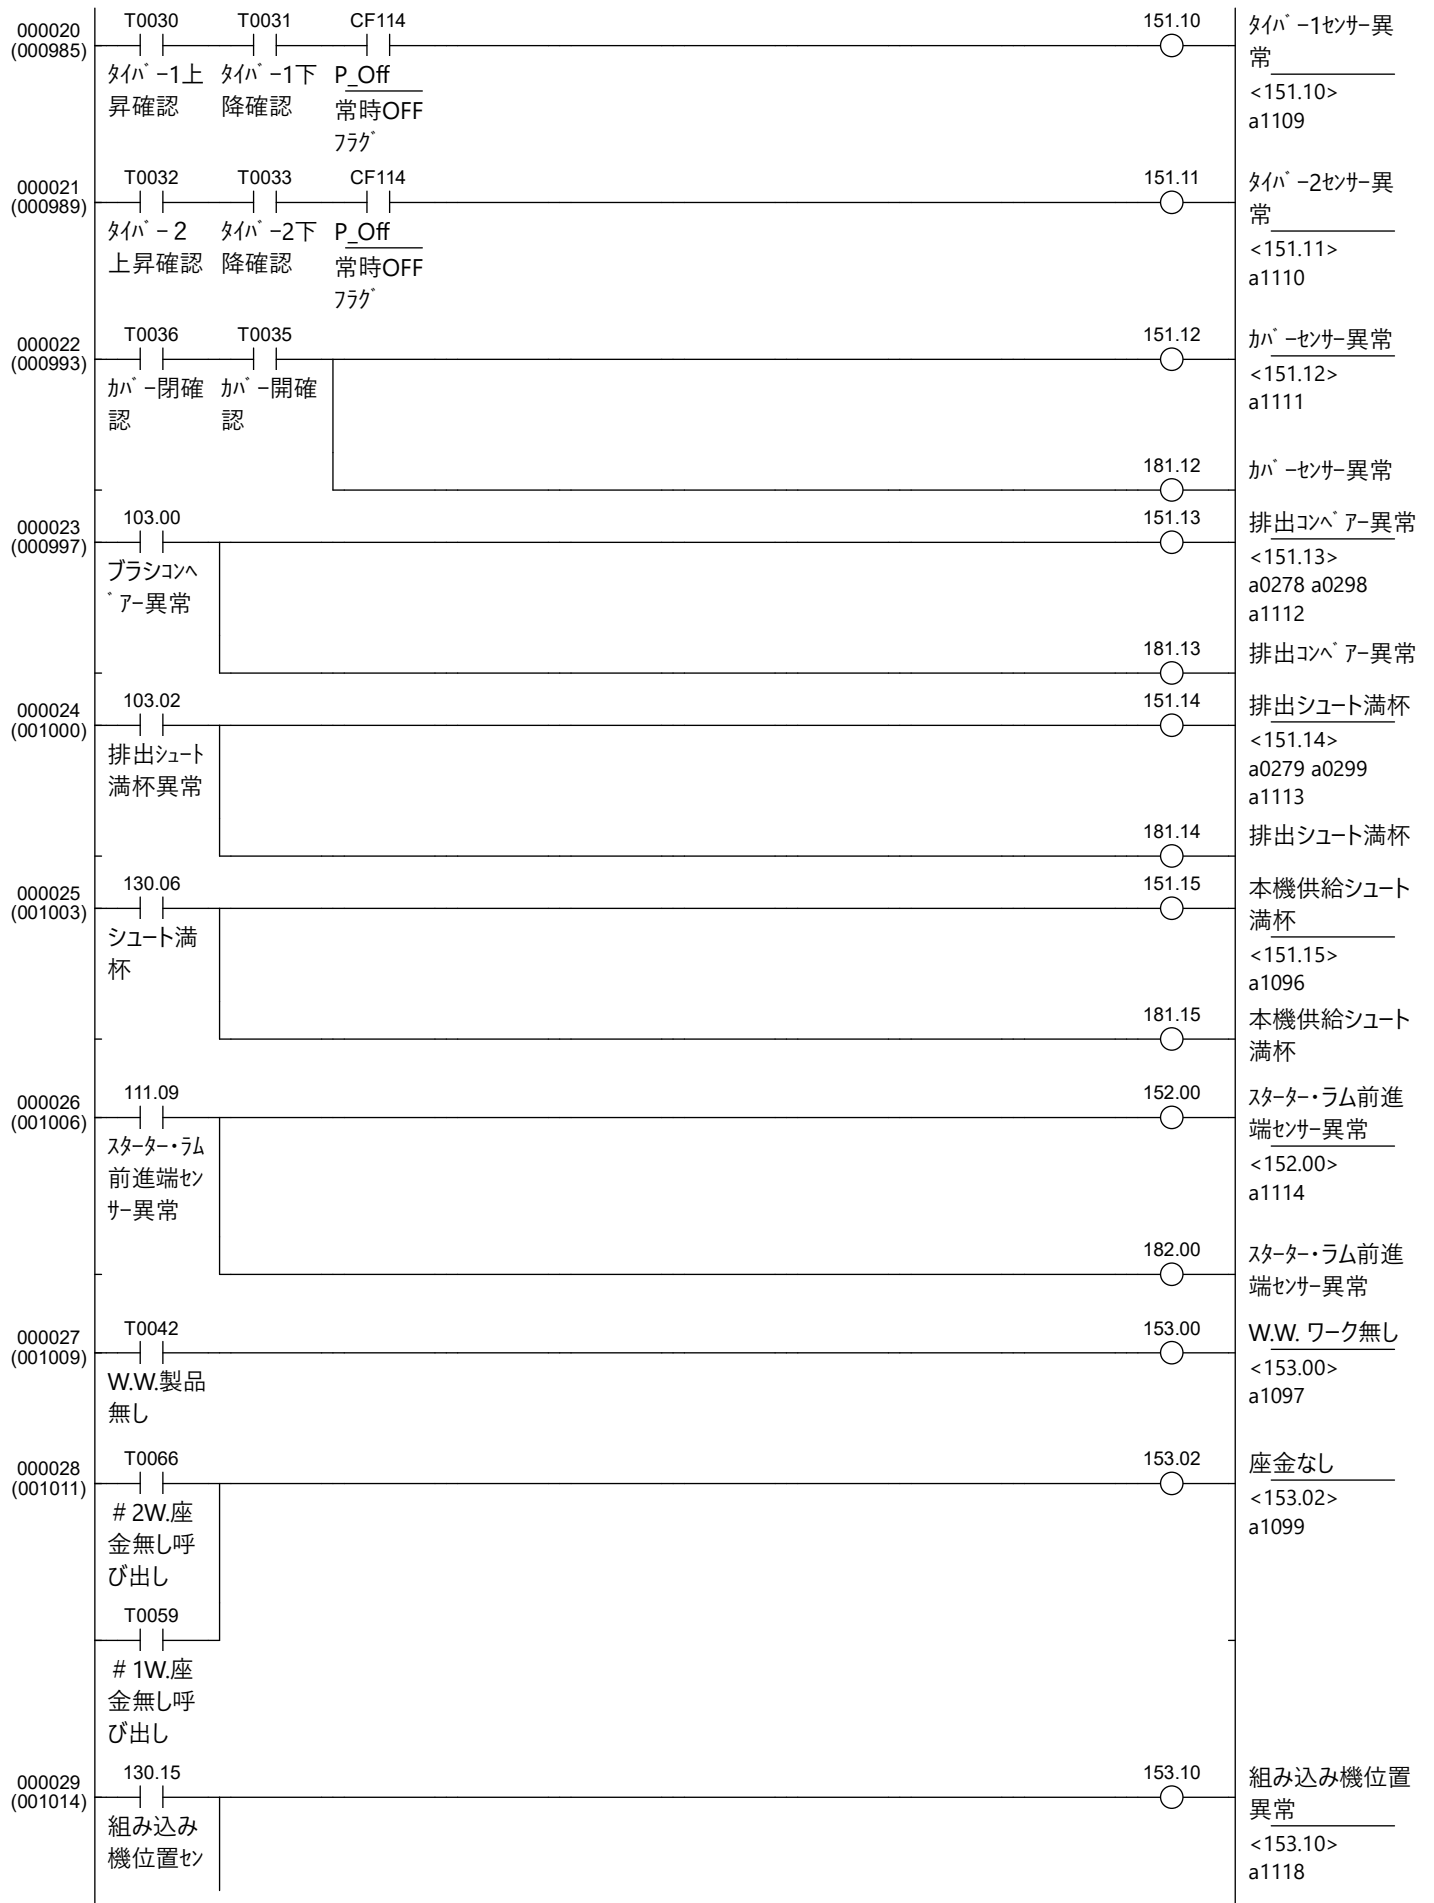 000020
(000985)
T0030
T0031
CF114
151.10
ﾀｲﾊﾞｰ1上
昇確認
ﾀｲﾊﾞｰ1下
降確認
P_Off
常時OFF
ﾌﾗｸﾞ
ﾀｲﾊﾞｰ1ｾﾝｻｰ異
常
<151.10>
a1109
000021
(000989)
T0032
T0033
CF114
151.11
ﾀｲﾊﾞｰ２
上昇確認
ﾀｲﾊﾞｰ2下
降確認
P_Off
常時OFF
ﾌﾗｸﾞ
ﾀｲﾊﾞｰ2ｾﾝｻｰ異
常
<151.11>
a1110
000022
(000993)
T0036
T0035
151.12
ｶﾊﾞｰ閉確
認
ｶﾊﾞｰ開確
認
ｶﾊﾞｰｾﾝｻｰ異常
<151.12>
a1111
181.12
ｶﾊﾞｰｾﾝｻｰ異常
000023
(000997)
103.00
151.13
ブラシｺﾝﾍ
ﾞｱｰ異常
排出ｺﾝﾍﾞｱｰ異常
<151.13>
a0278 a0298
a1112
181.13
排出ｺﾝﾍﾞｱｰ異常
000024
(001000)
103.02
151.14
排出ｼｭｰﾄ
満杯異常
排出シュート満杯
<151.14>
a0279 a0299
a1113
181.14
排出シュート満杯
000025
(001003)
130.06
151.15
シュート満
杯
本機供給シュート
満杯
<151.15>
a1096
181.15
本機供給シュート
満杯
000026
(001006)
111.09
152.00
ｽﾀｰﾀｰ・ﾗﾑ
前進端ｾﾝ
ｻｰ異常
ｽﾀｰﾀｰ・ラム前進
端ｾﾝｻｰ異常
<152.00>
a1114
182.00
ｽﾀｰﾀｰ・ラム前進
端ｾﾝｻｰ異常
000027
(001009)
T0042
153.00
W.W.製品
無し
W.W. ワーク無し
<153.00>
a1097
000028
(001011)
T0066
153.02
＃2W.座
金無し呼
び出し
座金なし
<153.02>
a1099
T0059
＃1W.座
金無し呼
び出し
000029
(001014)
130.15
153.10
組み込み
機位置ｾﾝ
組み込み機位置
異常
<153.10>
a1118